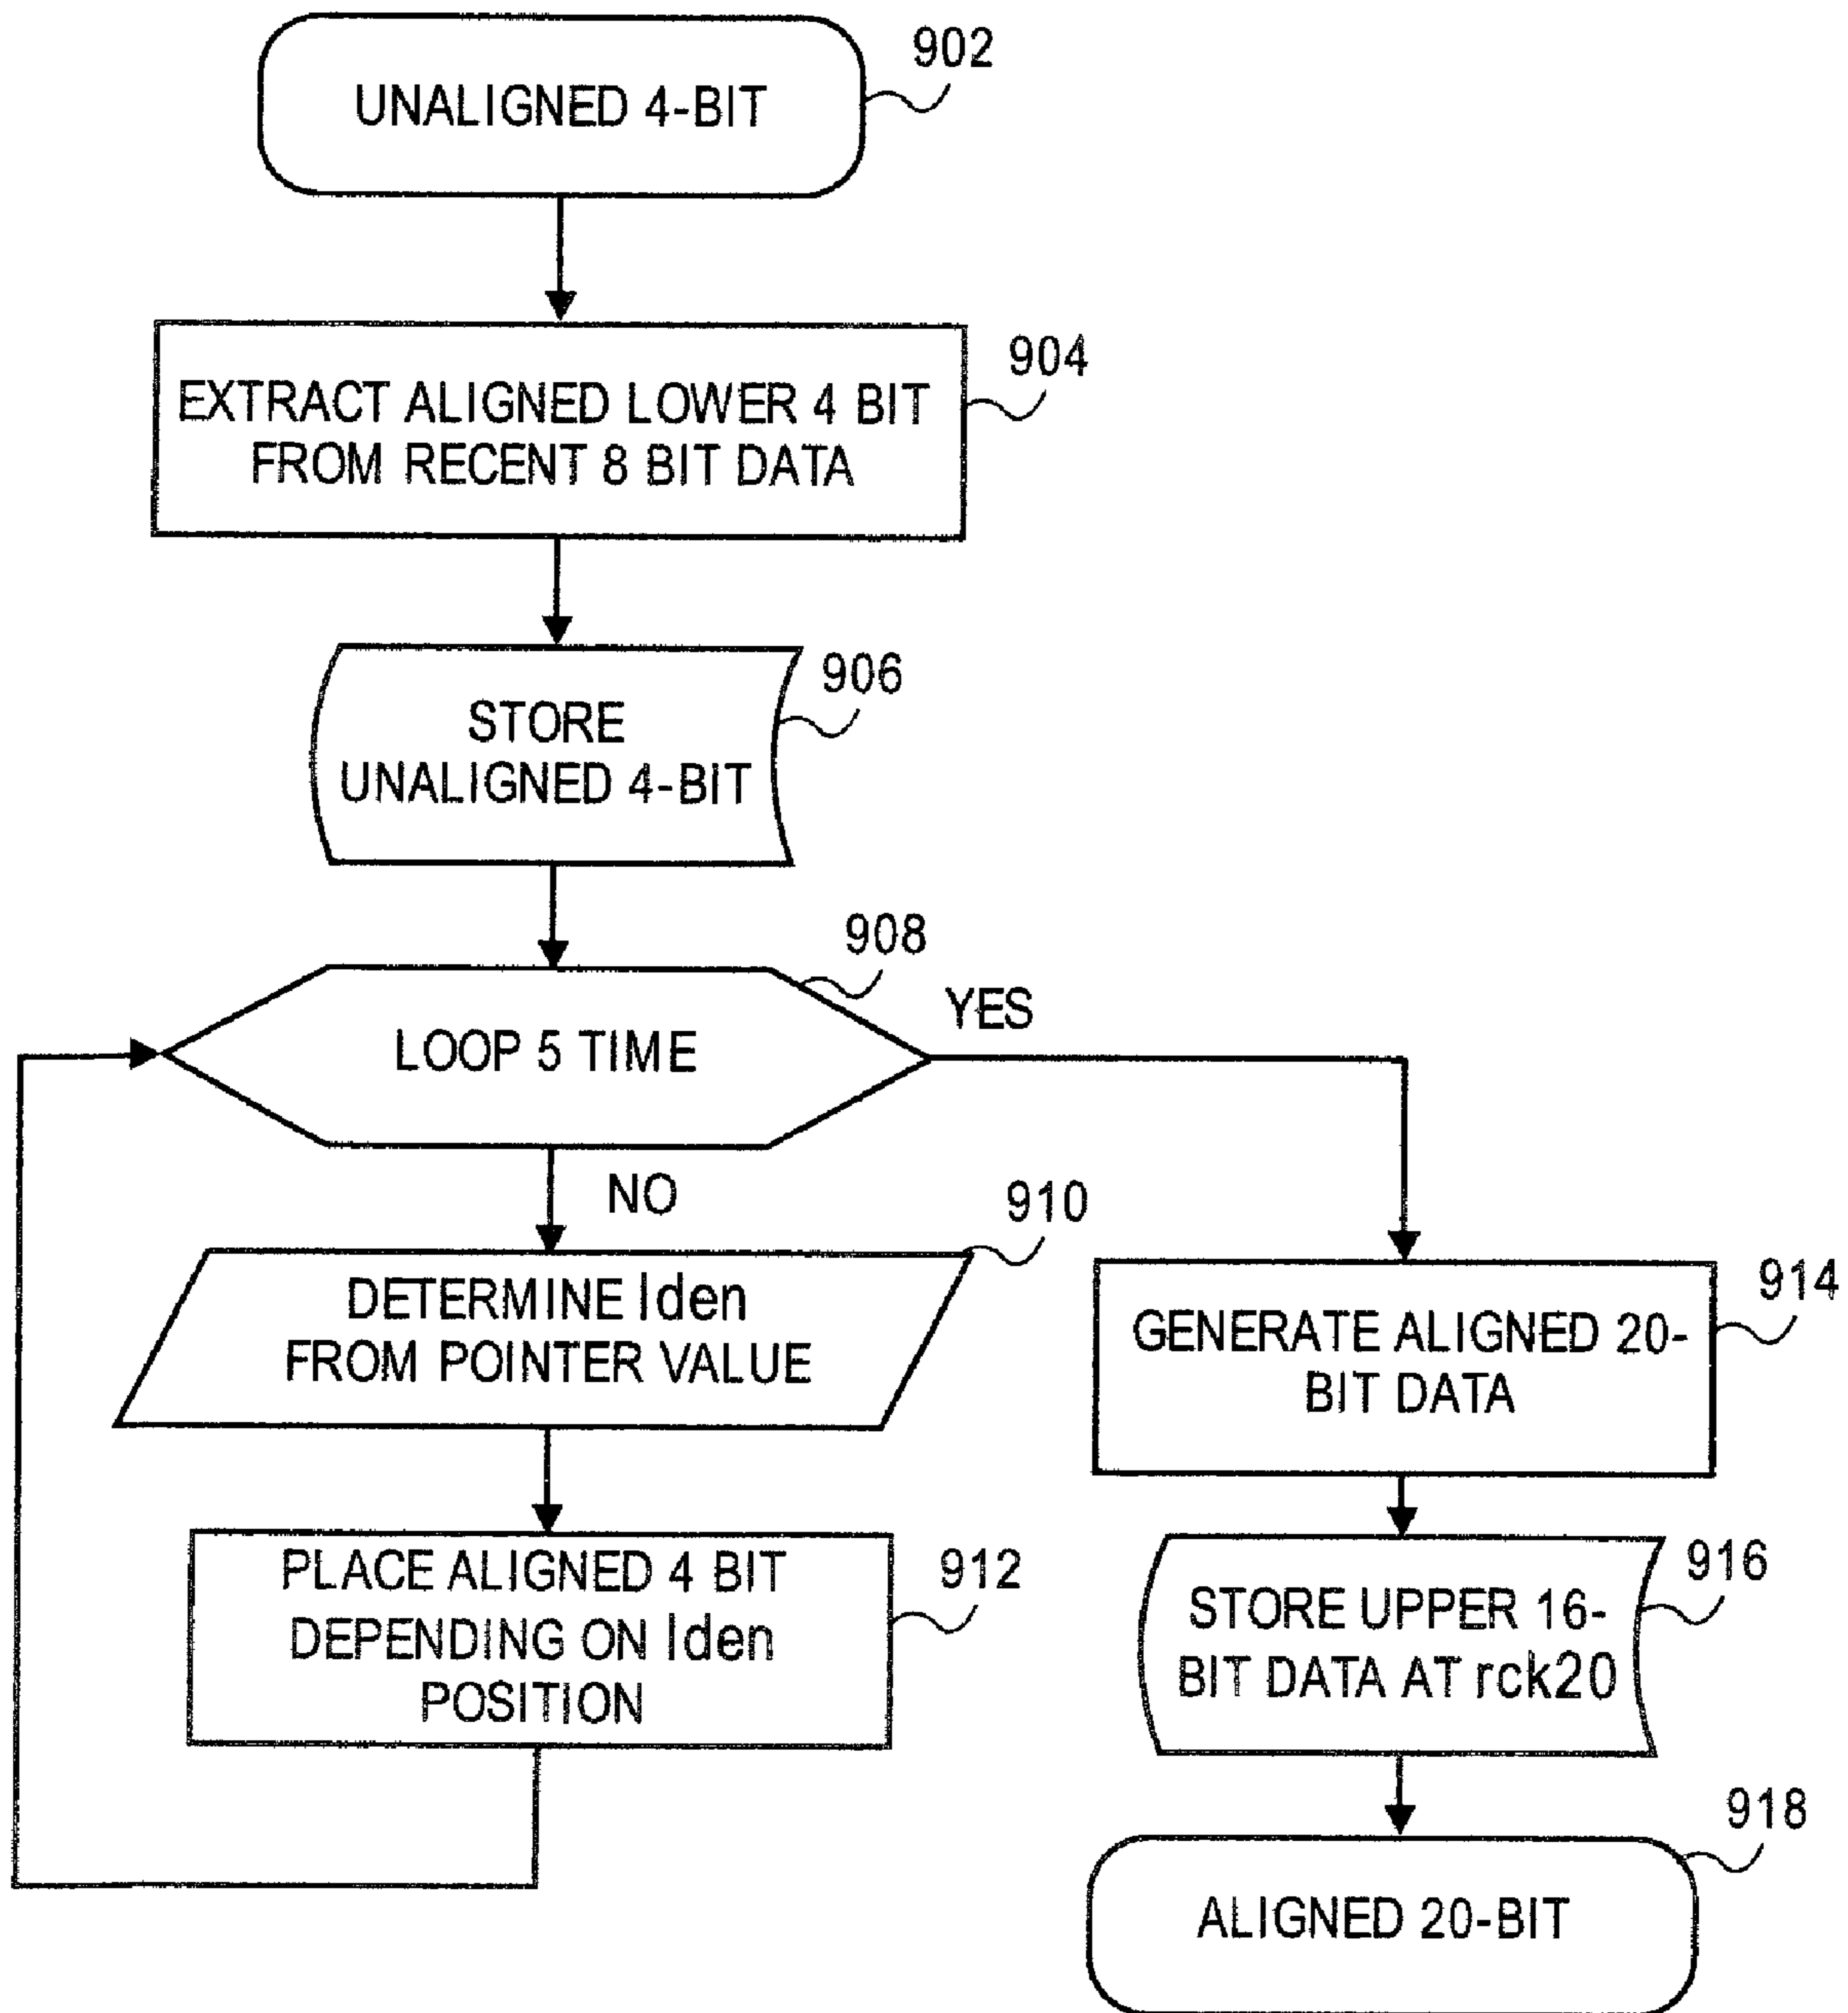 UNALIGNED 4-BIT
902
EXTRACT ALIGNED LOWER 4 BIT
FROM RECENT 8 BIT DATA
904
STORE
UNALIGNED 4-BIT
906
LOOP 5 TIME
908
YES
NO
DETERMINE lden
FROM POINTER VALUE
910
PLACE ALIGNED 4 BIT
DEPENDING ON lden
POSITION
912
GENERATE ALIGNED 20-
BIT DATA
914
STORE UPPER 16-
BIT DATA AT rck20
916
ALIGNED 20-BIT
918